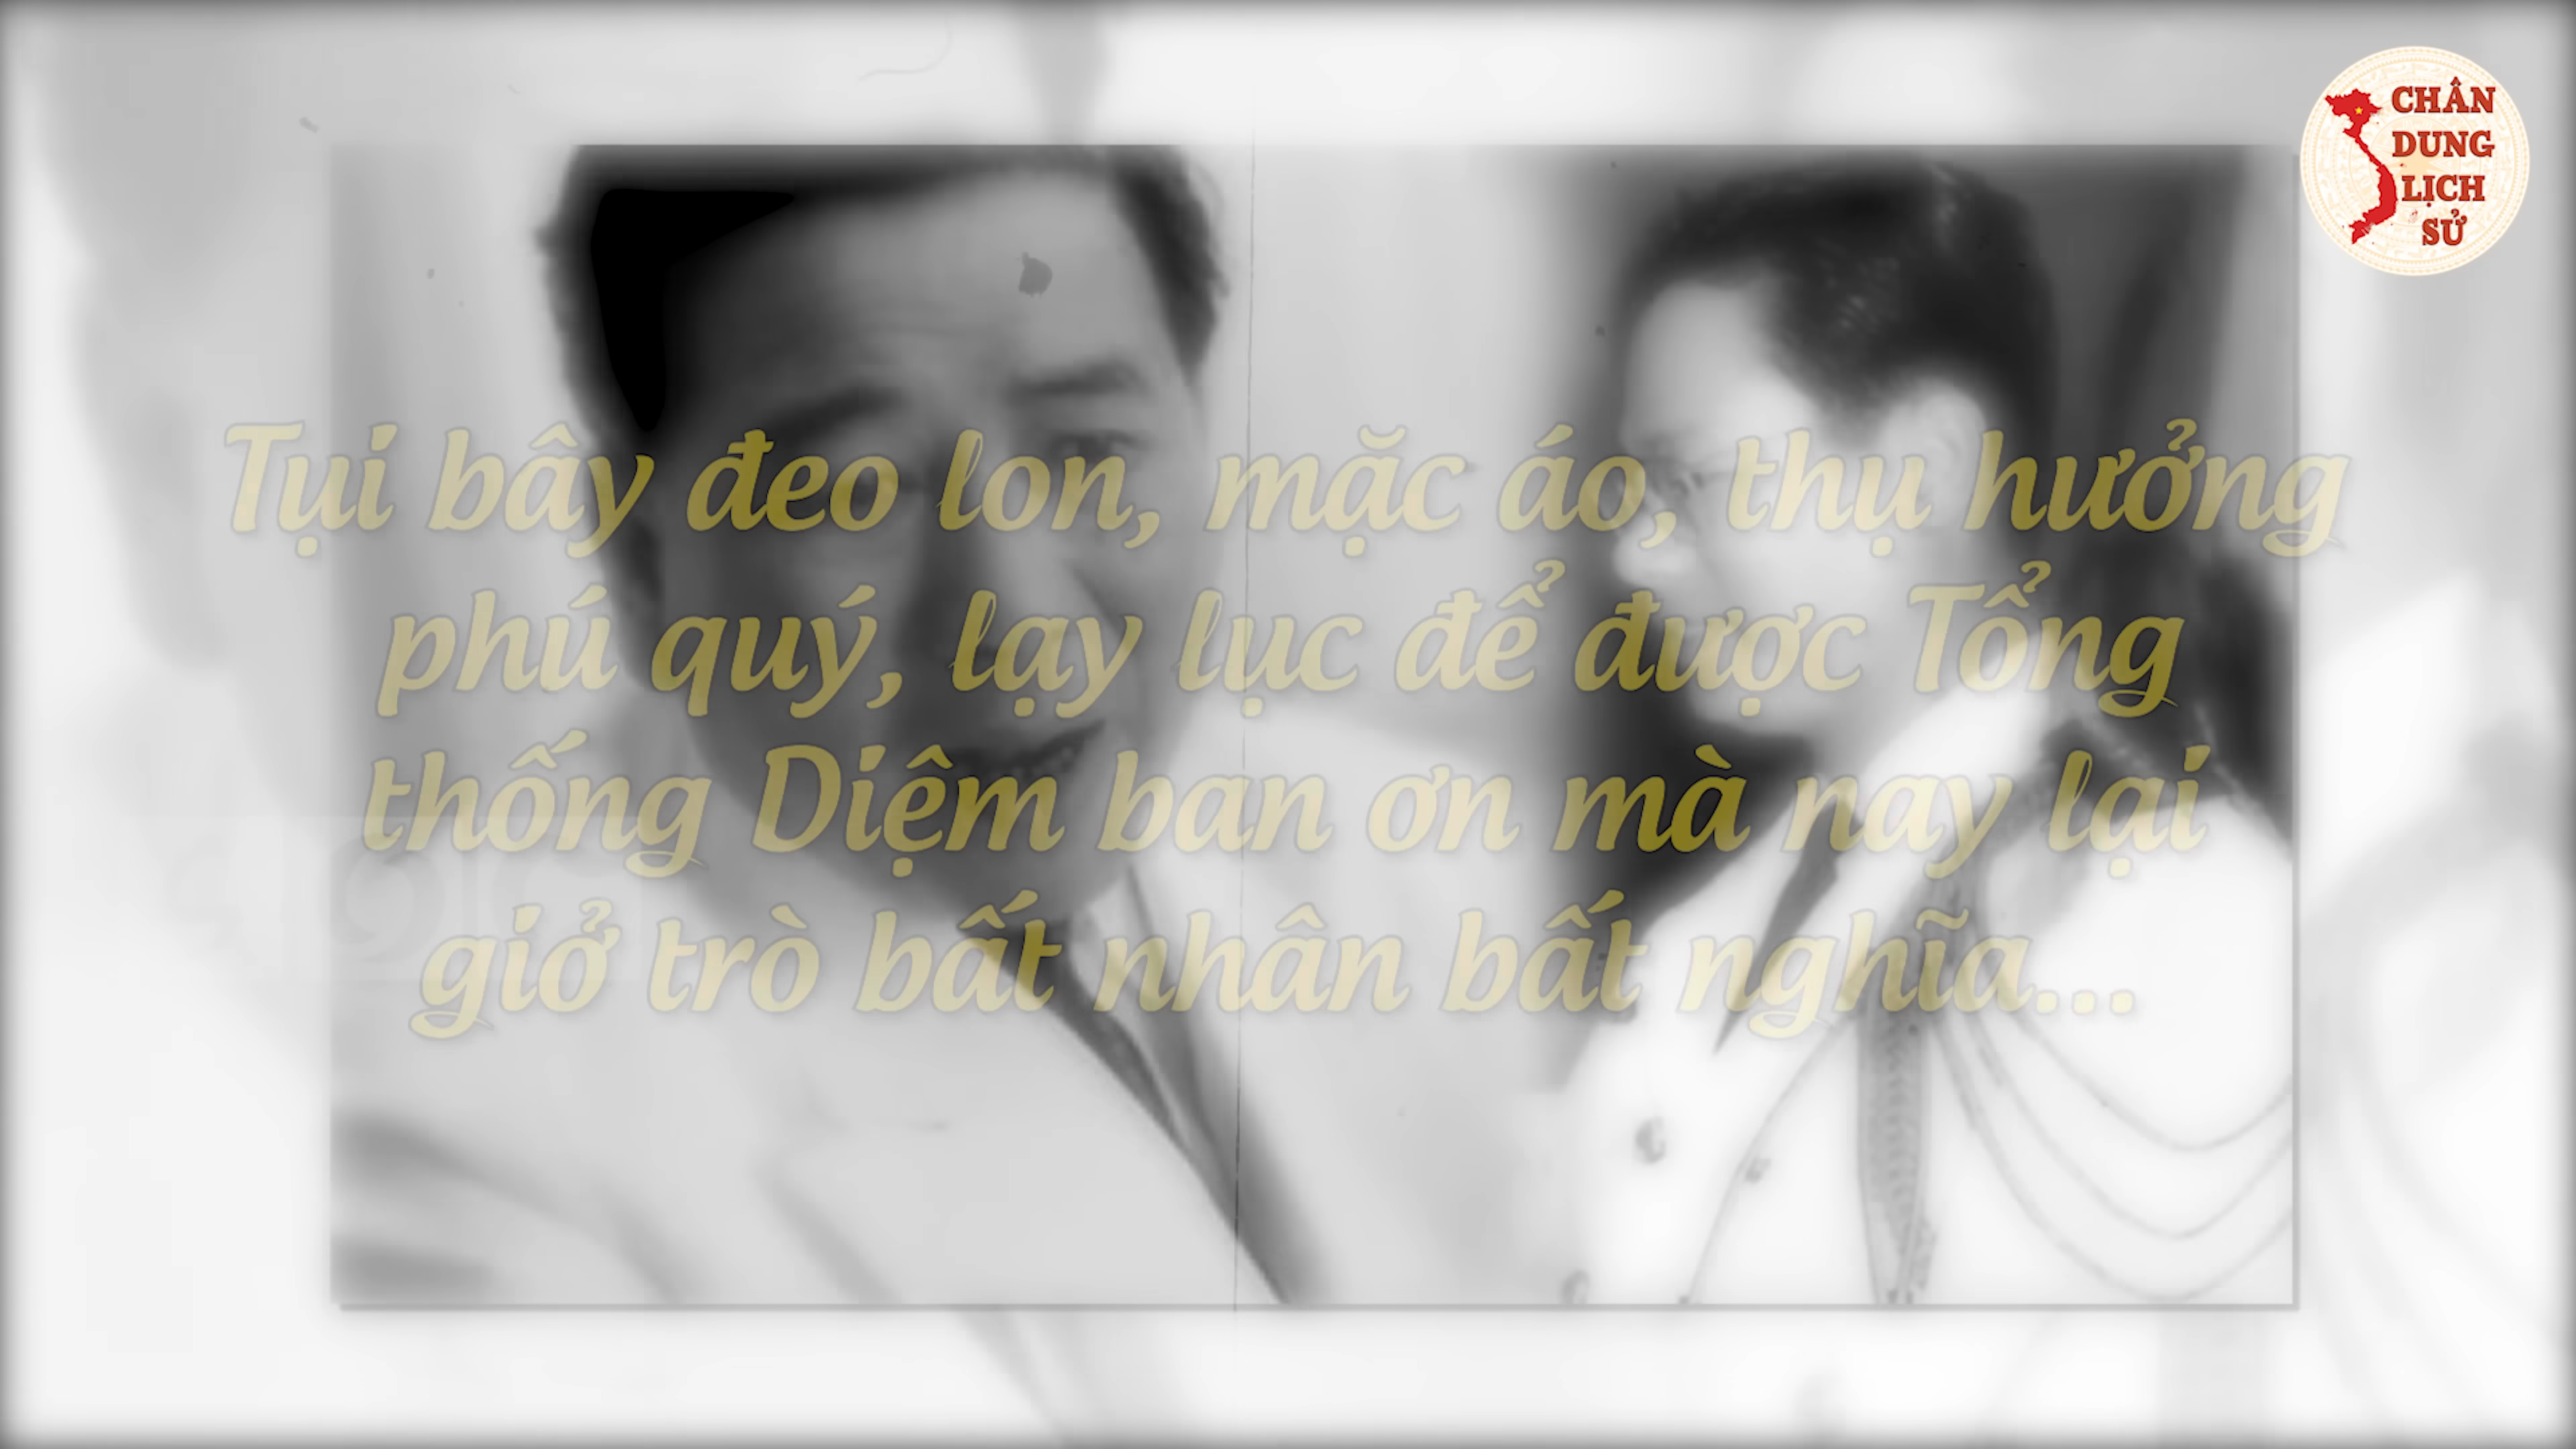 CHÂN
DUNG
LỊCH
SỬ
Tụi bây đeo lon, mặc áo, thụ hưởng
phú quý, lạy lục để được Tổng
thống Diệm ban ơn mà nay lại
giở trò bất nhân bất nghĩa...